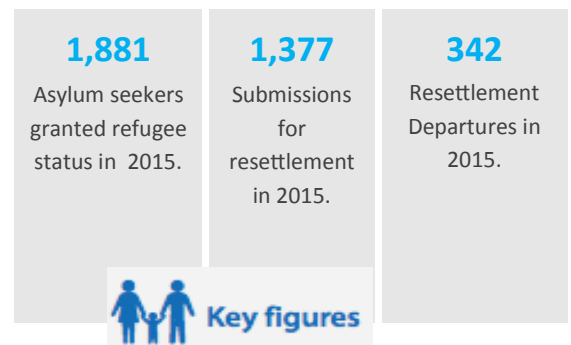 1,881
Asylum seekers
granted refugee
status in 2015.
1,377
Submissions
for
resettlement
in 2015.
342
Resettlement
Departures in
2015.
Key figures